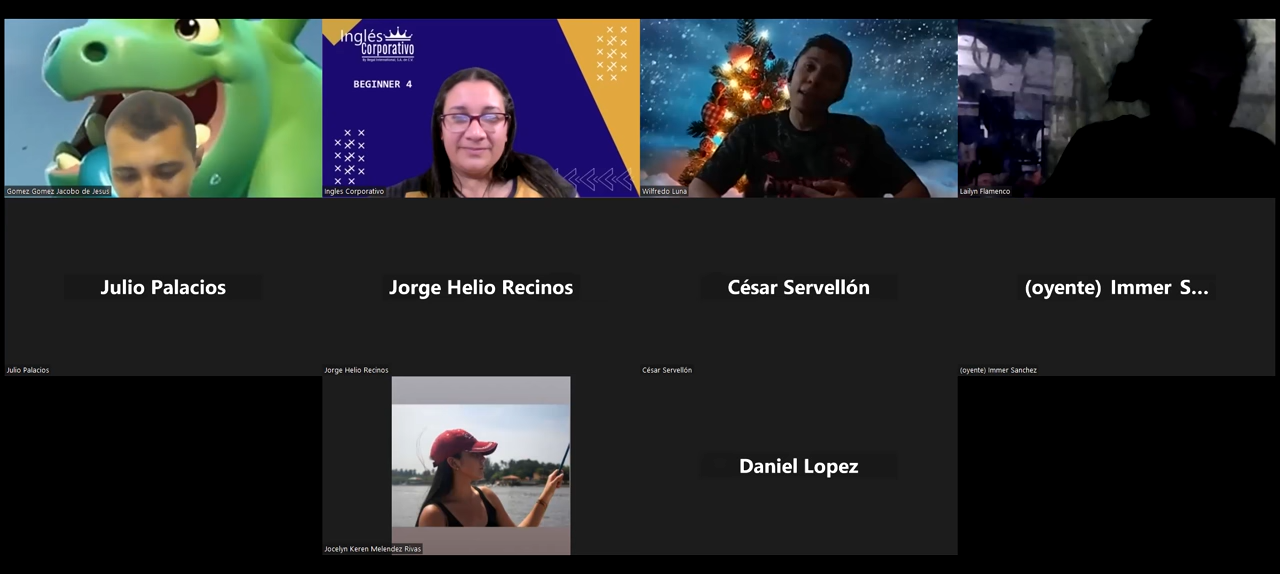 Inglés
Corporativo
BEGINNER 4
Gomez Gomez Jacobo de Jesus
Ingles Corporativo
Wilfredo Luna
Lailyn Flamenco
Julio Palacios
Jorge Helio Recinos
César Servellón
(oyente) Immer S...
Julio Palacios
Jorge Helio Recinos
César Servellón
(oyente) Immer Sanchez
Daniel Lopez
Jocelyn Keren Melendez Rivas